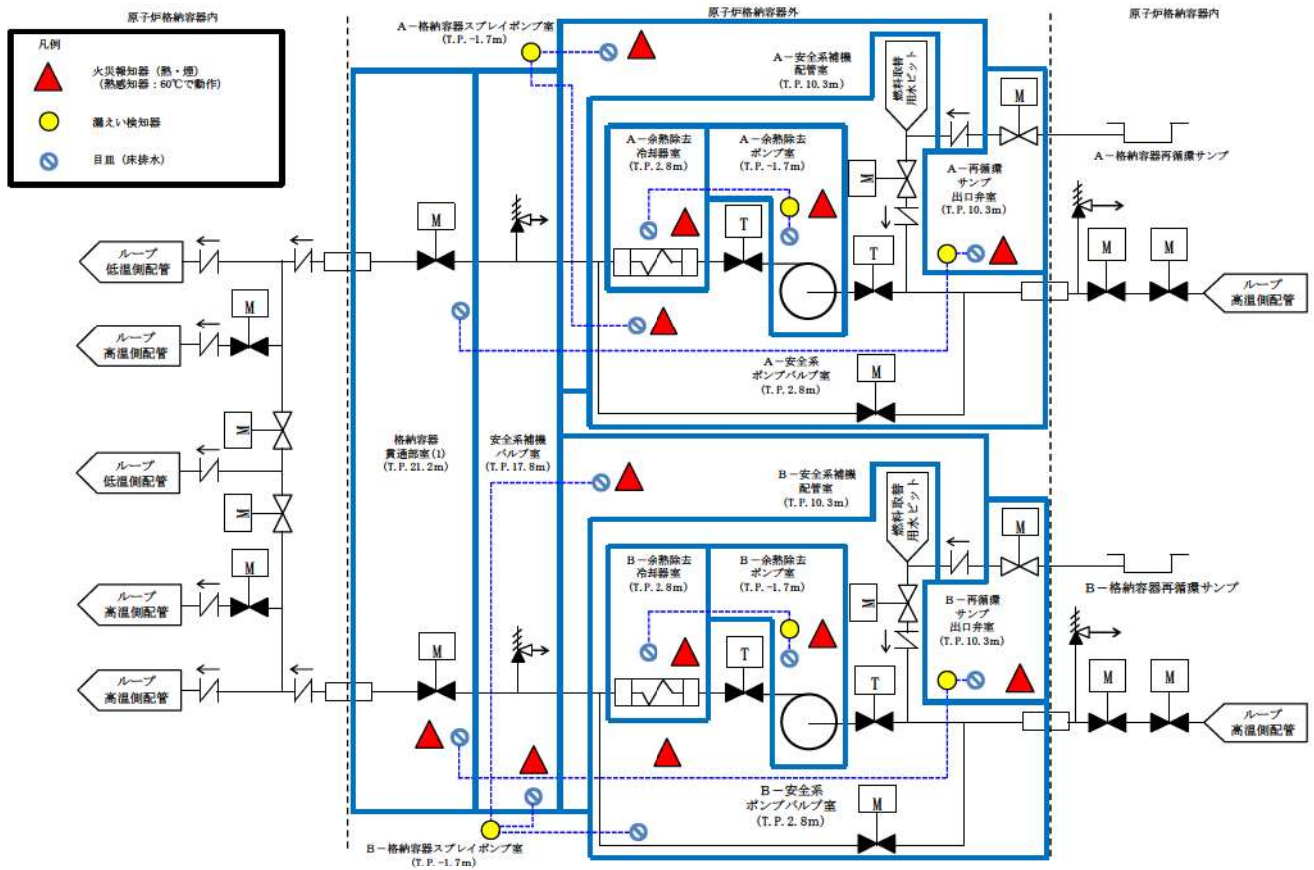 原子炉格納容器内
原子炉格納容器外
原子炉格納容器内
凡例
火災報知器(熱・煙)
(熱感知器:60℃で動作)
漏えい検知器
目皿(床排水)
A-格納容器スプレイポンプ室
(T.P.-1.7m)
A-安全系補機
配管室
(T.P.10.3m)
燃料取替
用水ピット
M
A-格納容器再循環サンプ
A-余熱除去
冷却器室
(T.P.2.8m)
A-余熱除去
ポンプ室
(T.P.-1.7m)
M
A-再循環
サンプ
出口弁室
(T.P.10.3m)
M
T
T
M
M
ループ
低温側配管
ループ
高温側配管
M
ループ
高温側配管
A-安全系
ポンプバルブ室
(T.P.2.8m)
M
M
ループ
低温側配管
格納容器
貫通部室(1)
(T.P.21.2m)
安全系補機
バルブ室
(T.P.17.8m)
M
B-安全系補機
配管室
(T.P.10.3m)
燃料取替
用水ピット
M
B-格納容器再循環サンプ
M
ループ
高温側配管
B-余熱除去
冷却器室
(T.P.2.8m)
B-余熱除去
ポンプ室
(T.P.-1.7m)
M
B-再循環
サンプ
出口弁室
(T.P.10.3m)
M
T
T
M
M
ループ
高温側配管
ループ
高温側配管
B-安全系
ポンプバルブ室
(T.P.2.8m)
M
B-格納容器スプレイポンプ室
(T.P.-1.7m)